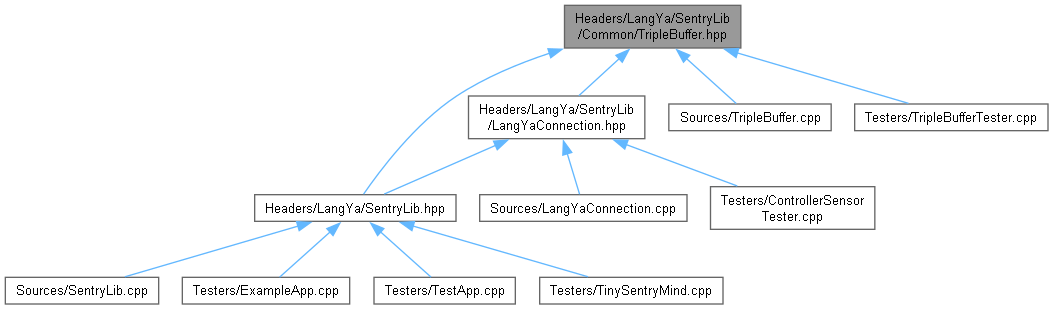 Headers/LangYa/SentryLib
/Common/TripleBuffer.hpp
Headers/LangYa/SentryLib
/LangYaConnection.hpp
Sources/TripleBuffer.cpp
Testers/TripleBufferTester.cpp
Headers/LangYa/SentryLib.hpp
Sources/LangYaConnection.cpp
Testers/ControllerSensor
Tester.cpp
Sources/SentryLib.cpp
Testers/ExampleApp.cpp
Testers/TestApp.cpp
Testers/TinySentryMind.cpp